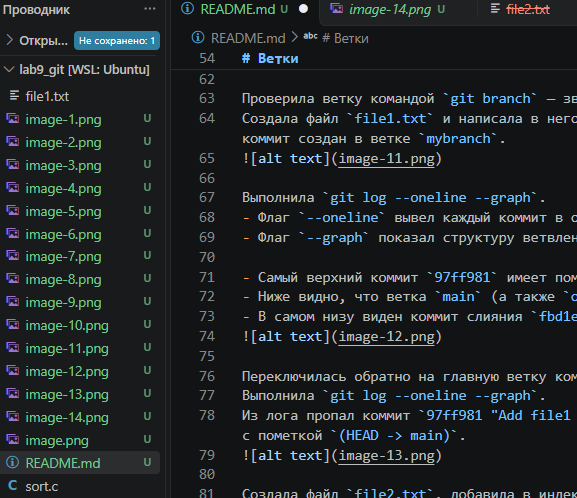 Проводник ...
Откры... Не сохранено: 1
lab9_git [WSL: Ubuntu]
file1.txt
image-1.png U
image-2.png U
image-3.png U
image-4.png U
image-5.png U
image-6.png U
image-7.png U
image-8.png U
image-9.png U
image-10.png U
image-11.png U
image-12.png U
image-13.png U
image-14.png U
image.png U
README.md U
sort.c
README.md U image-14.png U file2.txt
README.md > abc # Ветки
54 # Ветки
62
63 Проверила ветку командой `git branch` – зв
64 Создала файл `file1.txt` и написала в него
коммит создан в ветке `mybranch`.
65 ![alt text](image-11.png)
66
67 Выполнила `git log --oneline --graph`.
68 - Флаг `--oneline` вывел каждый коммит в о
69 - Флаг `--graph` показал структуру ветвлен
70
71 - Самый верхний коммит `97ff981` имеет пом
72 - Ниже видно, что ветка `main` (а также `o
73 - В самом низу виден коммит слияния `fbd1e
74 ![alt text](image-12.png)
75
76 Переключилась обратно на главную ветку ком
77 Выполнила `git log --oneline --graph`.
78 Из лога пропал коммит `97ff981 "Add file1
с пометкой `(HEAD -> main)`.
79 ![alt text](image-13.png)
80
81 Создала файл `file2.txt`, добавила в индек